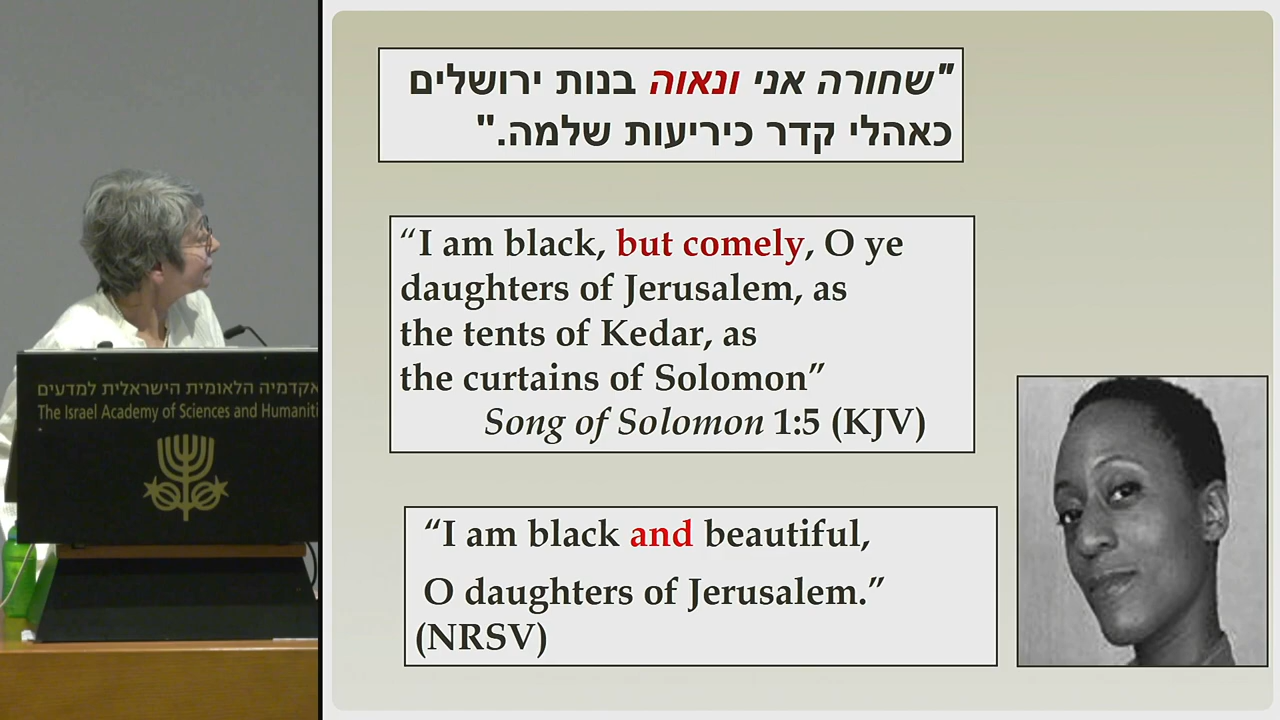 אקדמיה הלאומית הישראלית למדעים
The Israel Academy of Sciences and
"שחורה אני ונאוה בנות ירושלים
כאהלי קדר כיריעות שלמה."
“I am black, but comely, O ye
daughters of Jerusalem, as
the tents of Kedar, as
the curtains of Solomon”
Song of Solomon 1:5 (KJV)
“I am black and beautiful,
O daughters of Jerusalem.”
(NRSV)